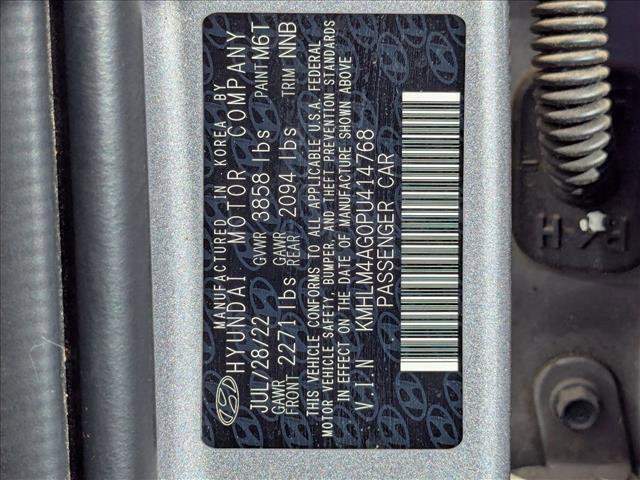 MANUFACTURED IN KOREA BY
HYUNDAI MOTOR COMPANY
JUL/28/22 GVWR 3858 lbs PAINT M6T
GAWR FRONT 2271 lbs GAWR REAR 2094 lbs TRIM NNB
THIS VEHICLE CONFORMS TO ALL APPLICABLE U.S.A. FEDERAL
MOTOR VEHICLE SAFETY, BUMPER, AND THEFT PREVENTION STANDARDS
IN EFFECT ON THE DATE OF MANUFACTURE SHOWN ABOVE
V.I.N KMHLM4AG0PU414768
PASSENGER CAR